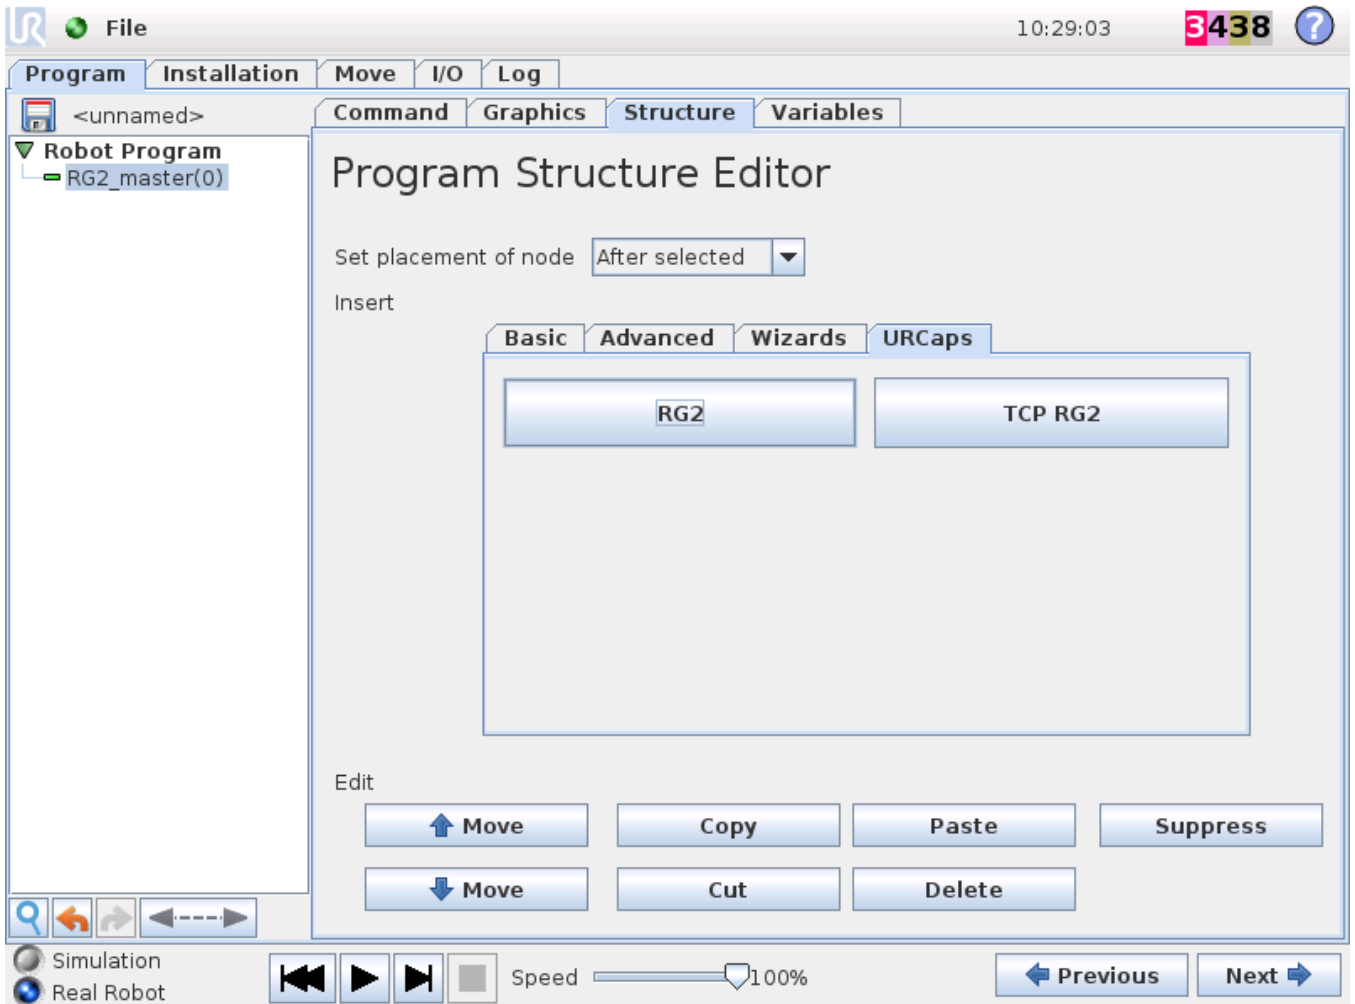 UR File 10:29:03 3438 ?
Program Installation Move I/O Log
<unnamed> Command Graphics Structure Variables
Robot Program
RG2_master(0)
Program Structure Editor
Set placement of node After selected
Insert
Basic Advanced Wizards URCaps
RG2 TCP RG2
Edit
Move Copy Paste Suppress
Move Cut Delete
Simulation
Real Robot
Speed 100% Previous Next